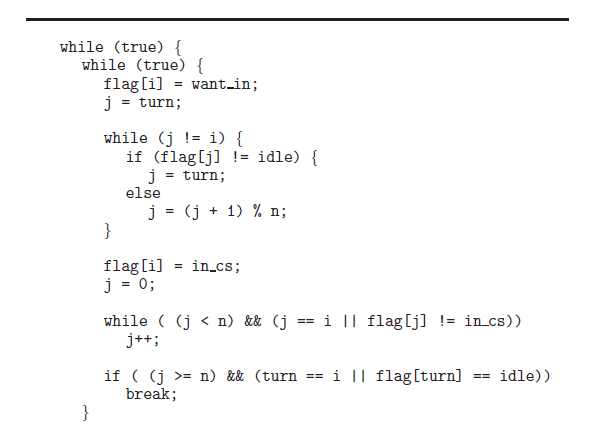 while (true) {
while (true) {
flag[i] = want_in;
j = turn;
while (j != i) {
if (flag[j] != idle) {
j = turn;
else
j = (j + 1) % n;
}
flag[i] = in_cs;
j = 0;
while ( (j < n) && (j == i || flag[j] != in_cs))
j++;
if ( (j >= n) && (turn == i || flag[turn] == idle))
break;
}